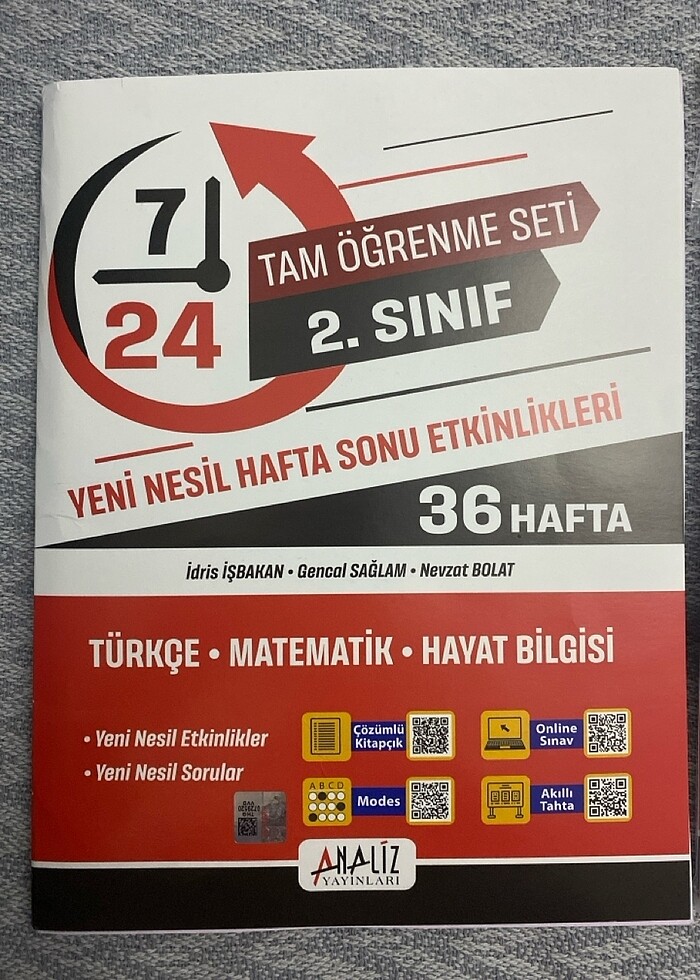 7
24
TAM ÖĞRENME SETİ
2. SINIF
YENİ NESİL HAFTA SONU ETKİNLİKLERİ
36 HAFTA
İdris İŞBAKAN • Gencal SAĞLAM • Nevzat BOLAT
TÜRKÇE • MATEMATİK • HAYAT BİLGİSİ
• Yeni Nesil Etkinlikler
• Yeni Nesil Sorular
Çözümlü
Kitapçık
Online
Sınav
A B C D
Modes
Akıllı
Tahta
ANALİZ
YAYINLARI